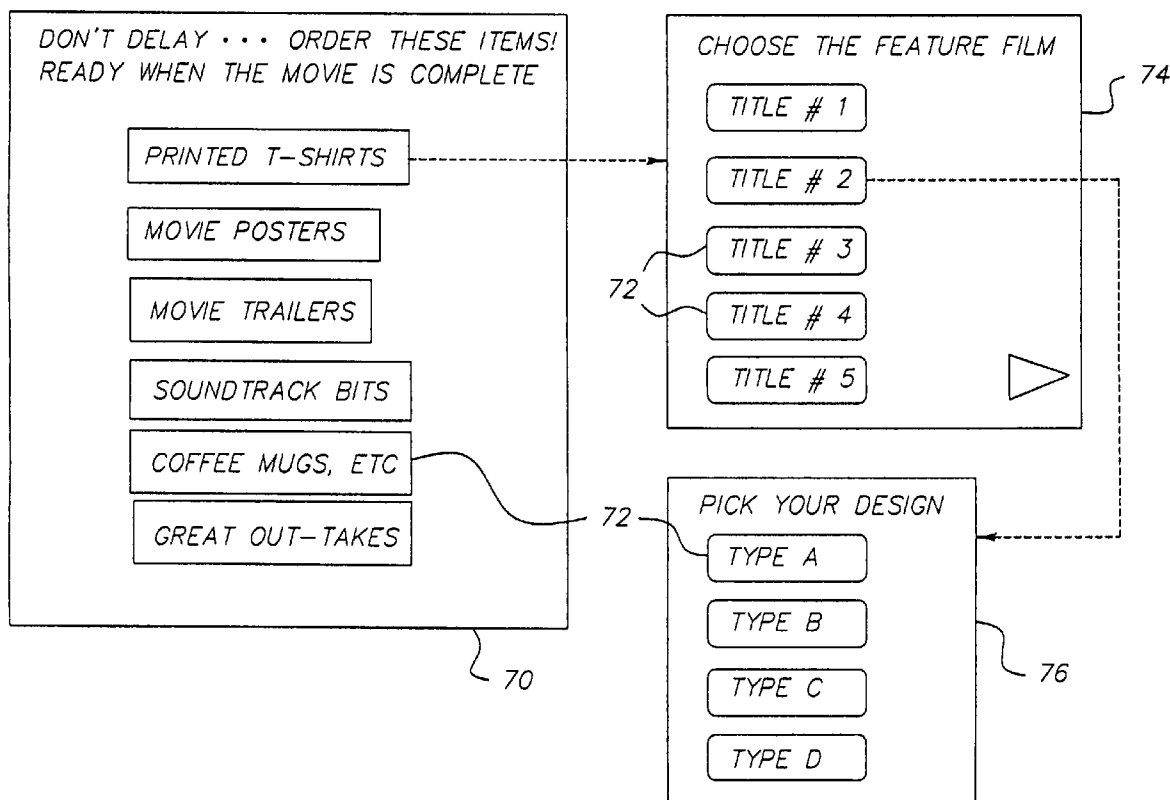 DON'T DELAY ··· ORDER THESE ITEMS!
READY WHEN THE MOVIE IS COMPLETE
PRINTED T-SHIRTS
MOVIE POSTERS
MOVIE TRAILERS
SOUNDTRACK BITS
COFFEE MUGS, ETC
GREAT OUT-TAKES
70
CHOOSE THE FEATURE FILM
74
TITLE # 1
TITLE # 2
TITLE # 3
72
TITLE # 4
TITLE # 5
PICK YOUR DESIGN
72
TYPE A
TYPE B
76
TYPE C
TYPE D